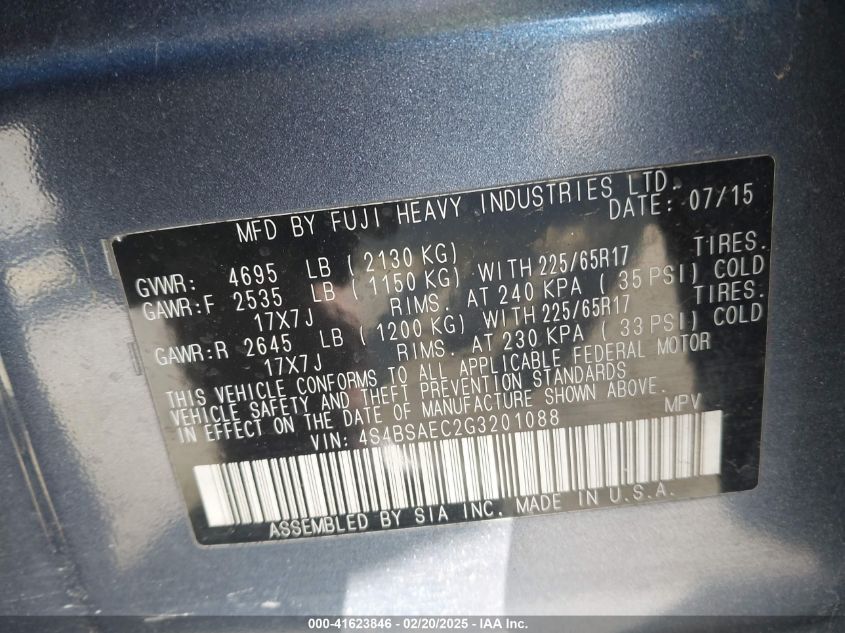 MFD BY FUJI HEAVY INDUSTRIES LTD.
DATE: 07/15
GVWR: 4695 LB (2130 KG)
GAWR:F 2535 LB (1150 KG) WITH 225/65R17 TIRES.
17X7J RIMS. AT 240 KPA (35 PSI) COLD
GAWR:R 2645 LB (1200 KG) WITH 225/65R17 TIRES.
17X7J RIMS. AT 230 KPA (33 PSI) COLD
THIS VEHICLE CONFORMS TO ALL APPLICABLE FEDERAL MOTOR
VEHICLE SAFETY AND THEFT PREVENTION STANDARDS
IN EFFECT ON THE DATE OF MANUFACTURE SHOWN ABOVE.
VIN: 4S4BSAEC2G3201088 MPV
ASSEMBLED BY SIA INC. MADE IN U.S.A.
000-41623846 - 02/20/2025 - IAA Inc.